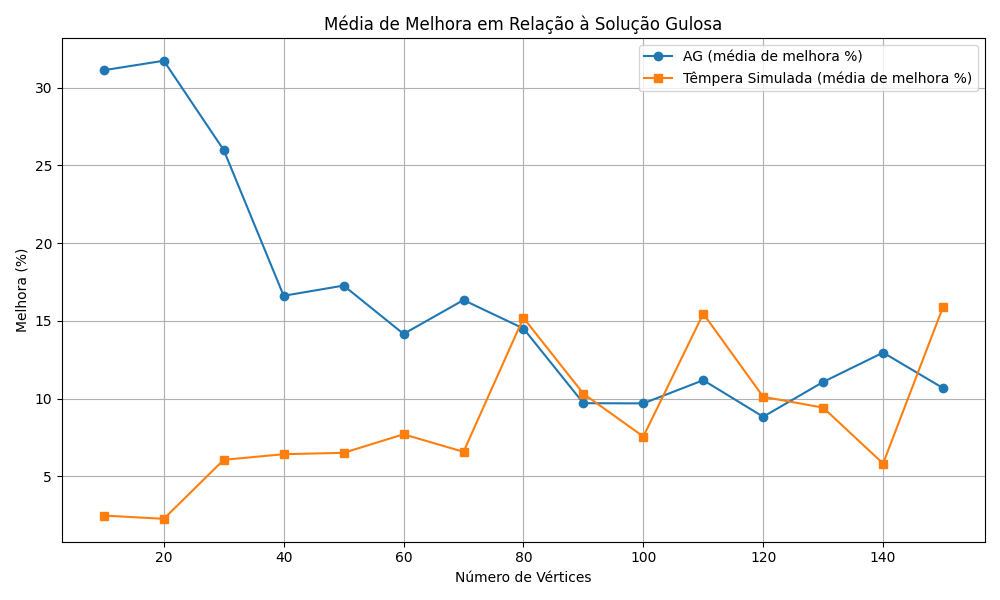 Média de Melhora em Relação à Solução Gulosa
AG (média de melhora %)
Têmpera Simulada (média de melhora %)
Melhora (%)
30
25
20
15
10
5
20 40 60 80 100 120 140
Número de Vértices